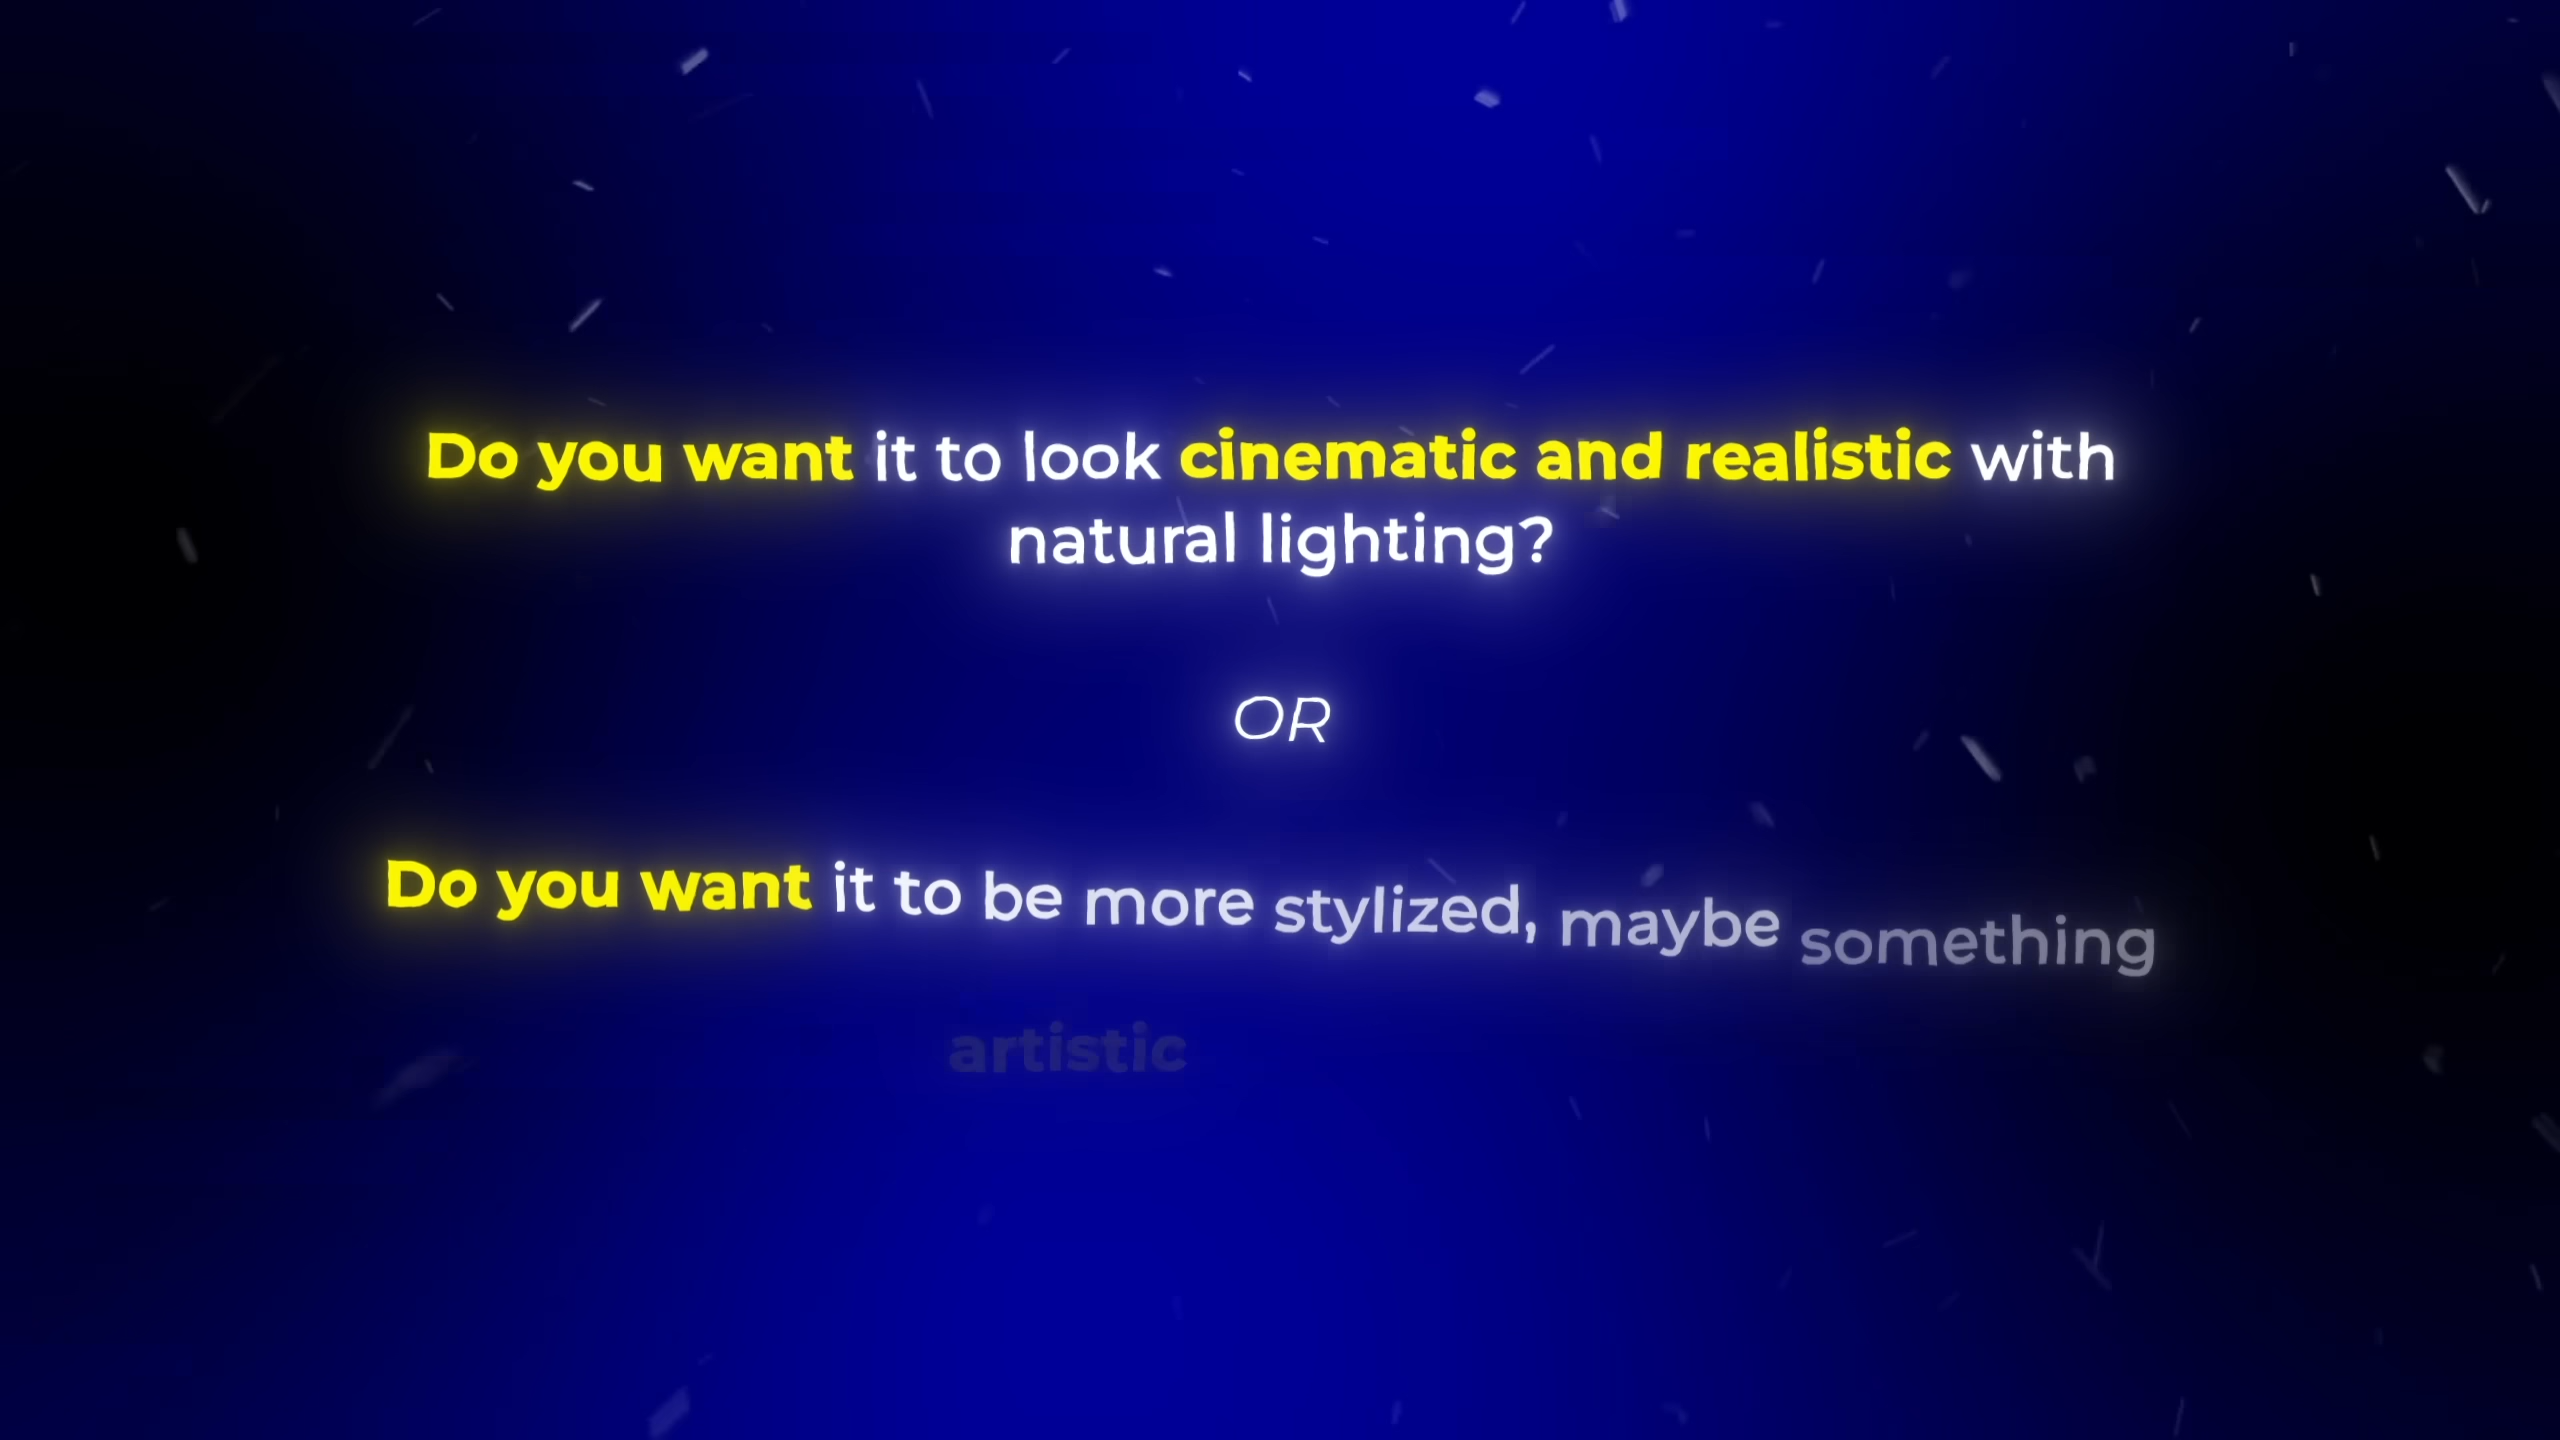 Do you want it to look cinematic and realistic with
natural lighting?
OR
Do you want it to be more stylized, maybe something
artistic